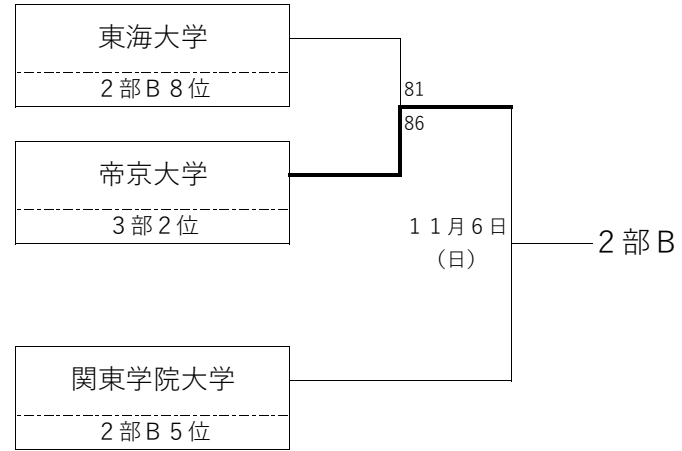 東海大学
２部Ｂ８位
81
86
帝京大学
３部２位
１１月６日
（日）
２部Ｂ
関東学院大学
２部Ｂ５位